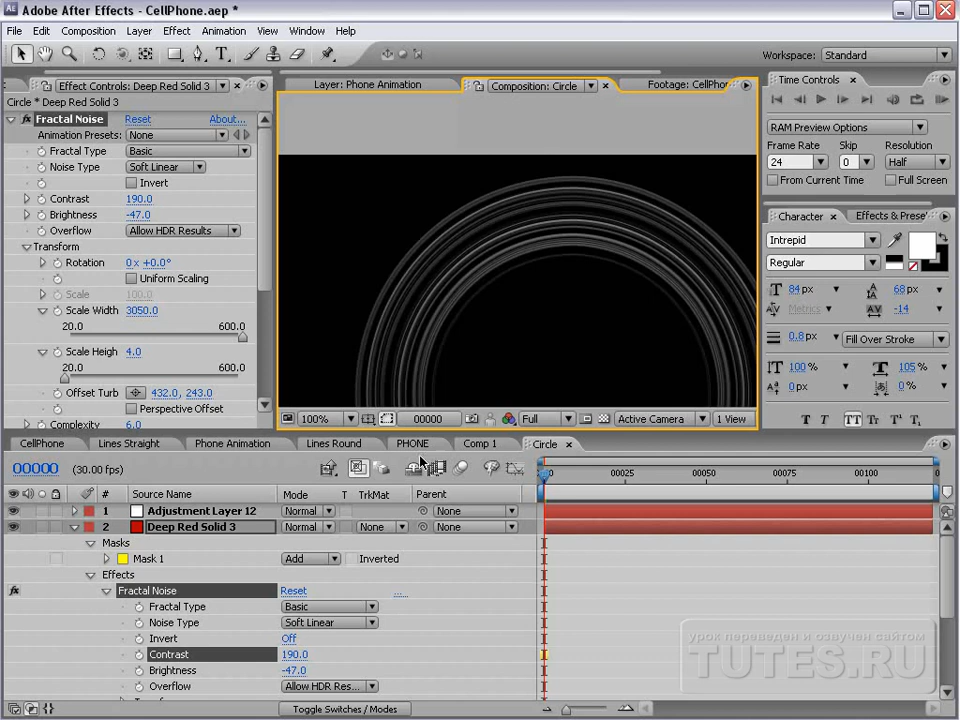 Adobe After Effects - CellPhone.aep *
File Edit Composition Layer Effect Animation View Window Help
Workspace: Standard
Effect Controls: Deep Red Solid 3
Circle * Deep Red Solid 3
Fractal Noise Reset About...
Animation Presets: None
Fractal Type Basic
Noise Type Soft Linear
Invert
Contrast 190.0
Brightness -47.0
Overflow Allow HDR Results
Transform
Rotation 0 x +0.0°
Uniform Scaling
Scale 100.0
Scale Width 3050.0
20.0 600.0
Scale Heigh 4.0
20.0 600.0
Offset Turb 432.0, 243.0
Perspective Offset
Complexity 6.0
Layer: Phone Animation Composition: Circle Footage: CellPho
100% 00000 Full Active Camera 1 View
Time Controls x
RAM Preview Options
Frame Rate Skip Resolution
24 0 Half
From Current Time Full Screen
Character x Effects & Prese
Intrepid
Regular
84 px 68 px
Metrics -14
0.8 px Fill Over Stroke
100 % 105 %
0 px 0 %
CellPhone Lines Straight Phone Animation Lines Round PHONE Comp 1 Circle x
00000 (30.00 fps) 00 00025 00050 00075 00100
# Source Name Mode T TrkMat Parent
1 Adjustment Layer 12 Normal None
2 Deep Red Solid 3 Normal None None
Masks
Mask 1 Add Inverted
Effects
Fractal Noise Reset ...
Fractal Type Basic
Noise Type Soft Linear
Invert Off
Contrast 190.0
Brightness -47.0
Overflow Allow HDR Res...
Toggle Switches / Modes
урок переведен и озвучен сайтом
TUTES.RU